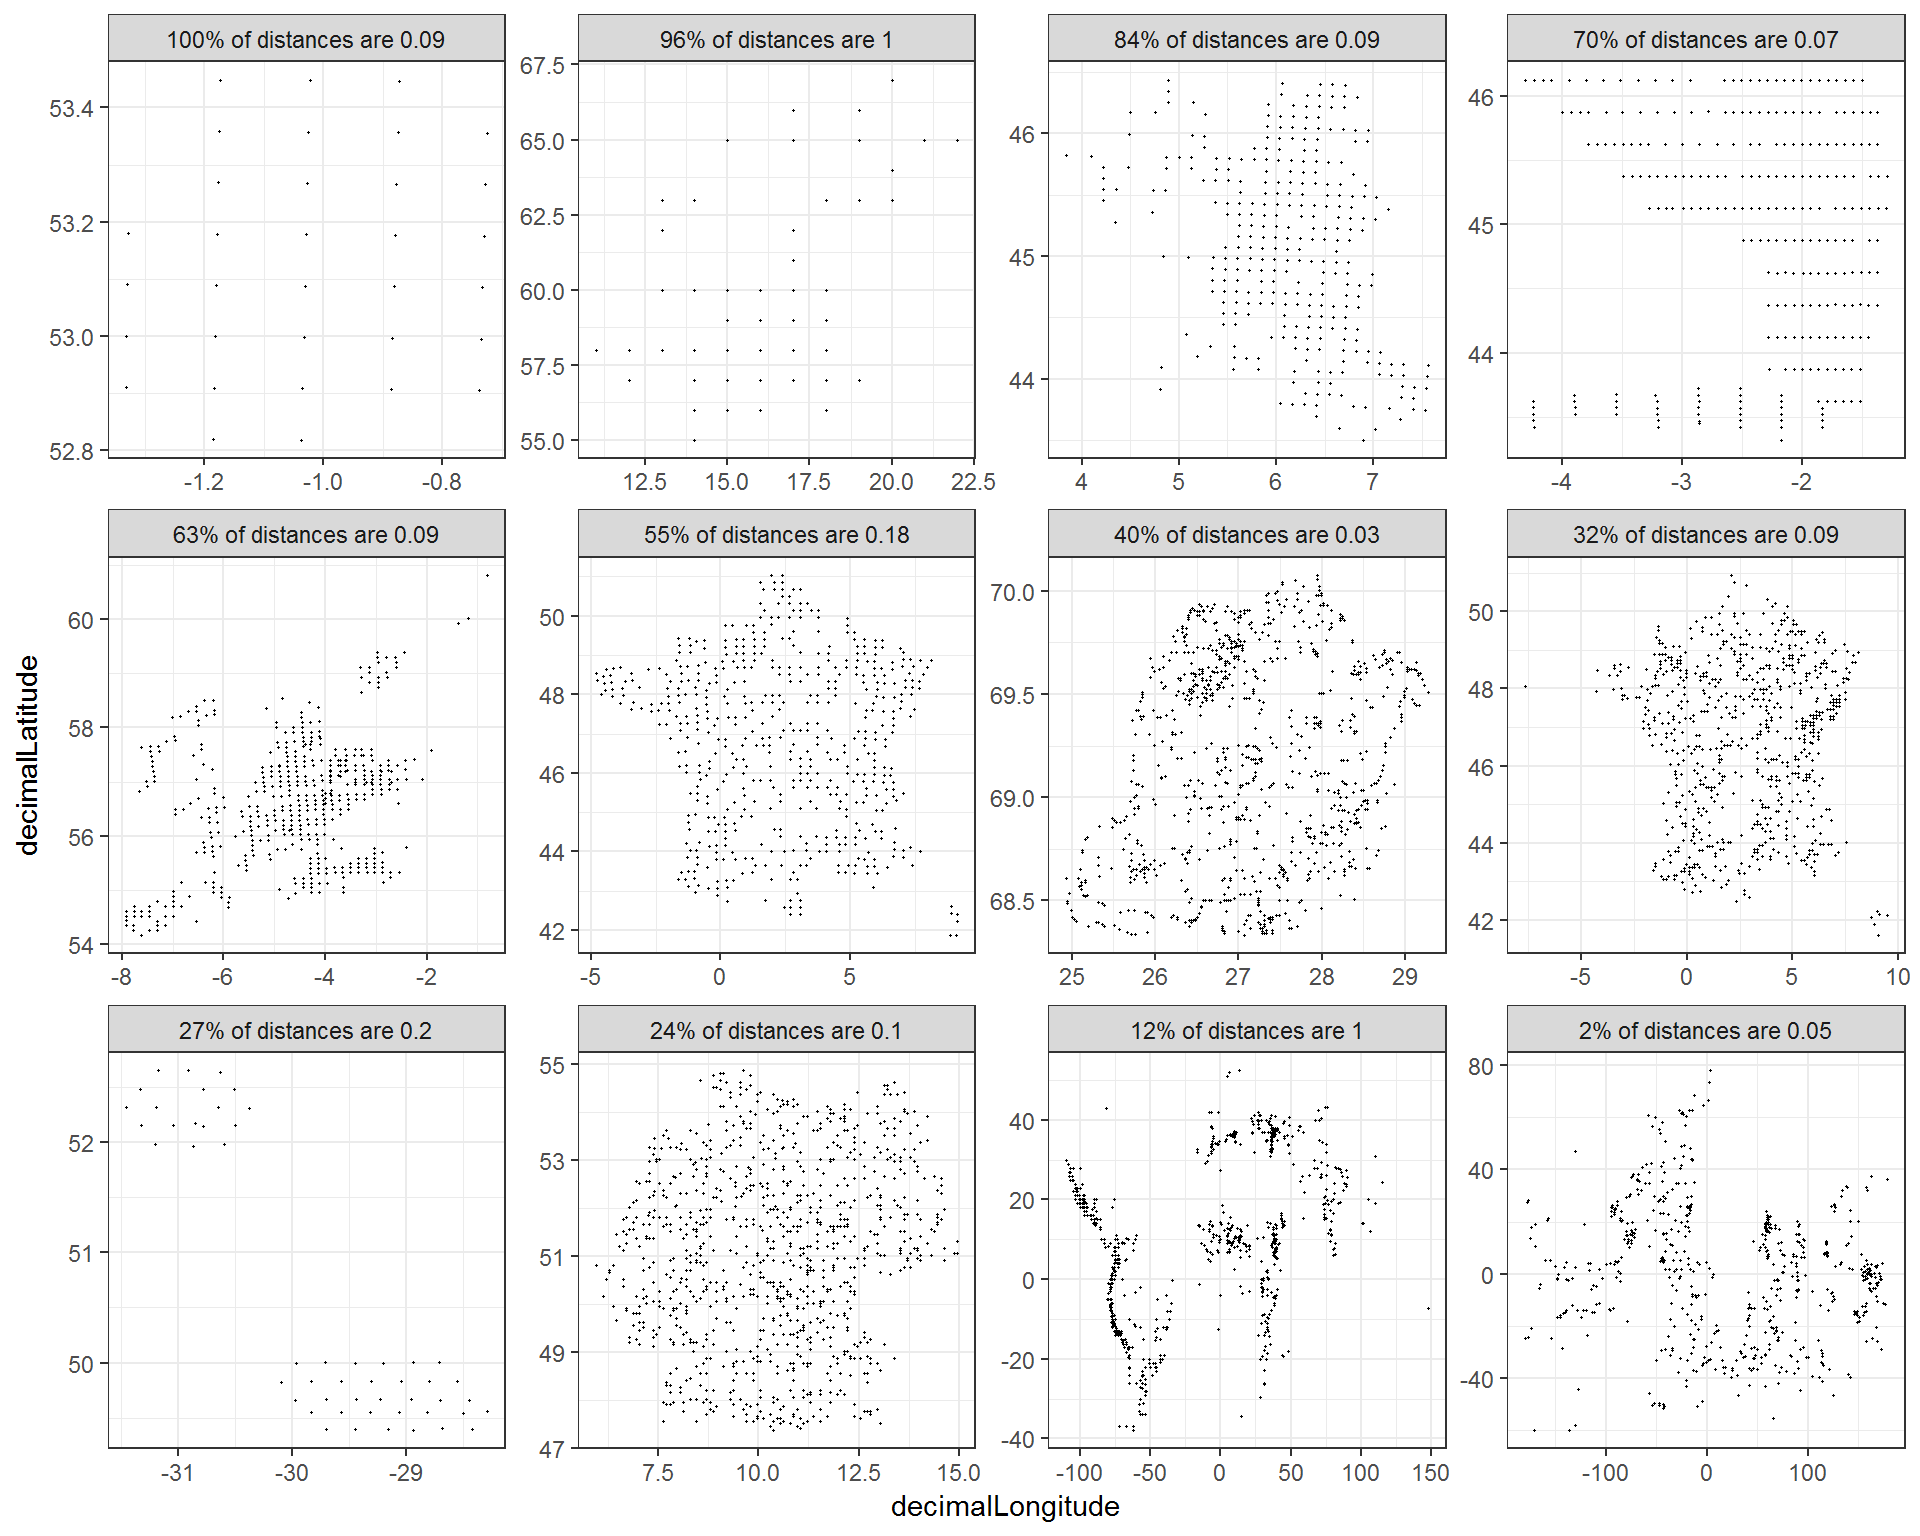 100% of distances are 0.09
96% of distances are 1
84% of distances are 0.09
70% of distances are 0.07
53.4
53.2
53.0
52.8
-1.2 -1.0 -0.8
67.5
65.0
62.5
60.0
57.5
55.0
12.5 15.0 17.5 20.0 22.5
46
45
44
4 5 6 7
46
45
44
-4 -3 -2
63% of distances are 0.09
55% of distances are 0.18
40% of distances are 0.03
32% of distances are 0.09
decimalLatitude
60
58
56
54
-8 -6 -4 -2
50
48
46
44
42
-5 0 5
70.0
69.5
69.0
68.5
25 26 27 28 29
50
48
46
44
42
-5 0 5 10
27% of distances are 0.2
24% of distances are 0.1
12% of distances are 1
2% of distances are 0.05
52
51
50
-31 -30 -29
55
53
51
49
47
7.5 10.0 12.5 15.0
40
20
0
-20
-40
-100 -50 0 50 100 150
80
40
0
-40
-100 0 100
decimalLongitude